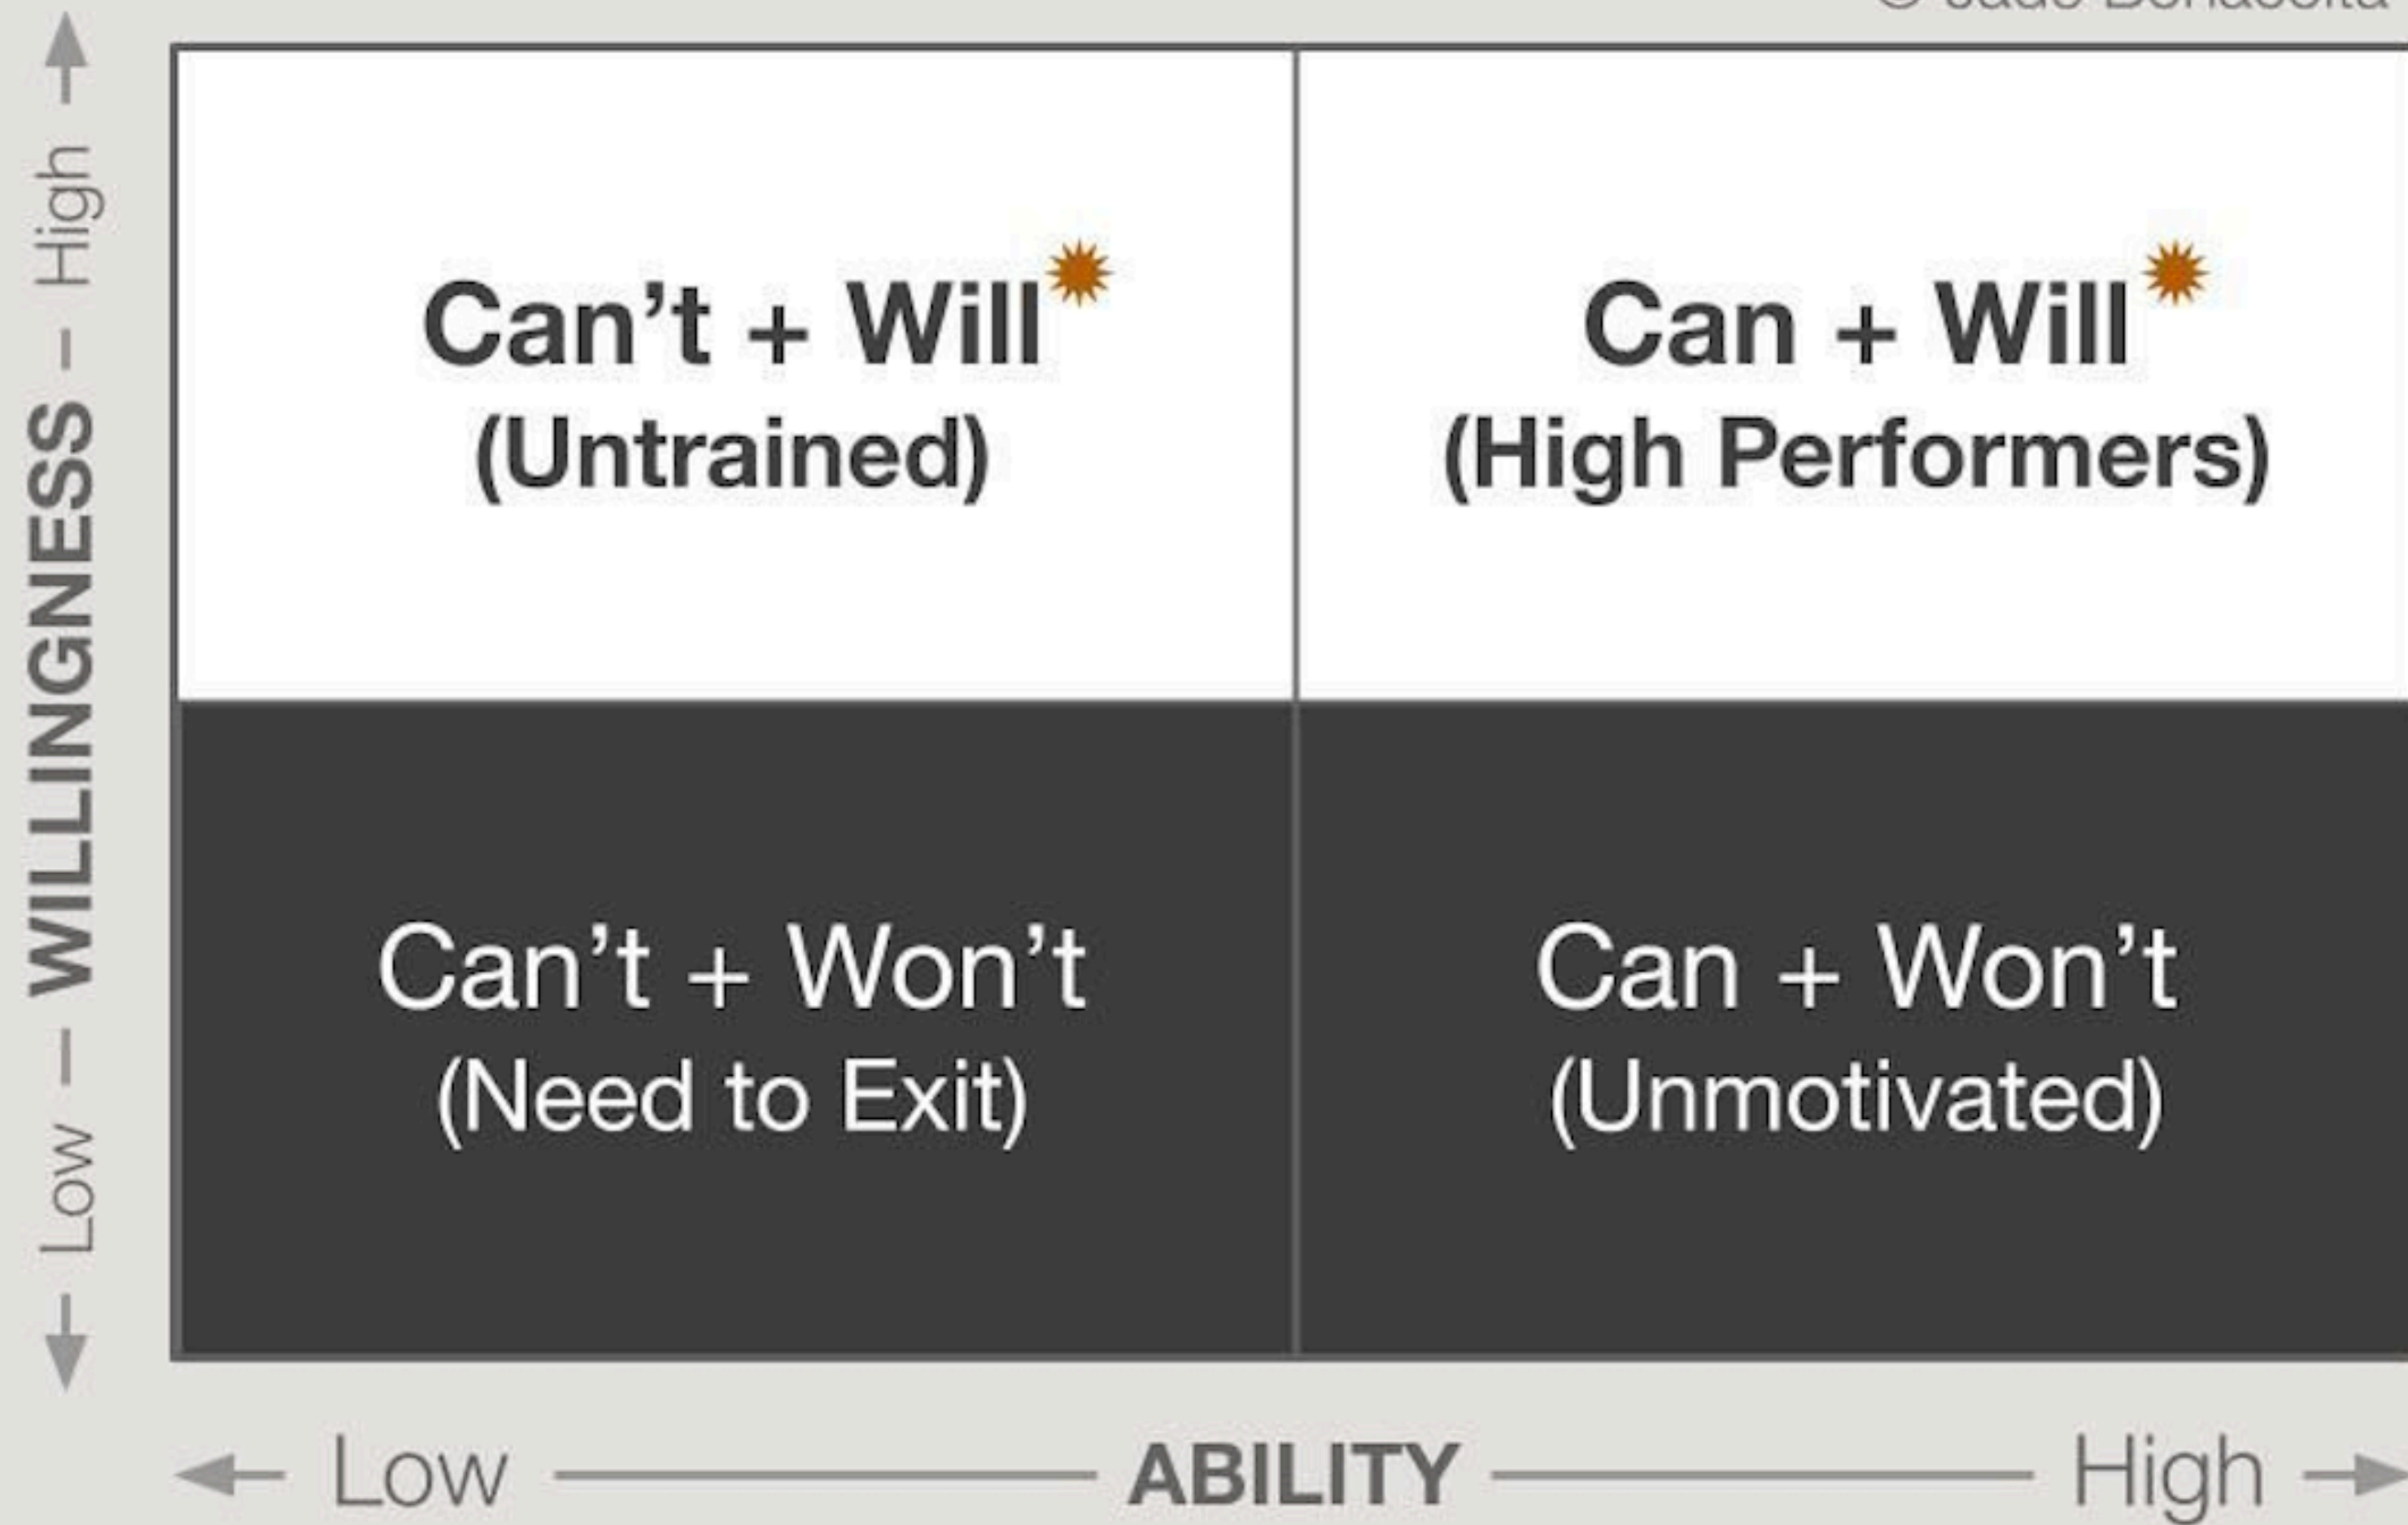 High
WILLINGNESS
Low
Can’t + Will
(Untrained)
Can + Will
(High Performers)
Can’t + Won’t
(Need to Exit)
Can + Won’t
(Unmotivated)
Low
ABILITY
High